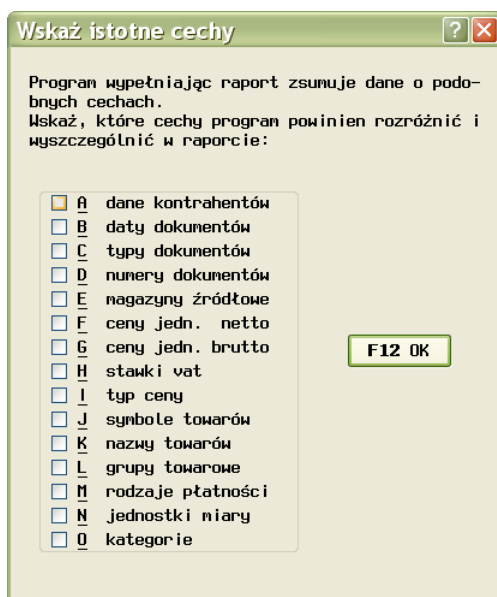 Wskaż istotne cechy
Program wypełniając raport zsumuje dane o podo-
bnych cechach.
Wskaż, które cechy program powinien rozróżnić i
wyszczególnić w raporcie:
A dane kontrahentów
B daty dokumentów
C typy dokumentów
D numery dokumentów
E magazyny źródłowe
F ceny jedn. netto
G ceny jedn. brutto
F12 OK
H stawki vat
I typ ceny
J symbole towarów
K nazwy towarów
L grupy towarowe
M rodzaje płatności
N jednostki miary
O kategorie